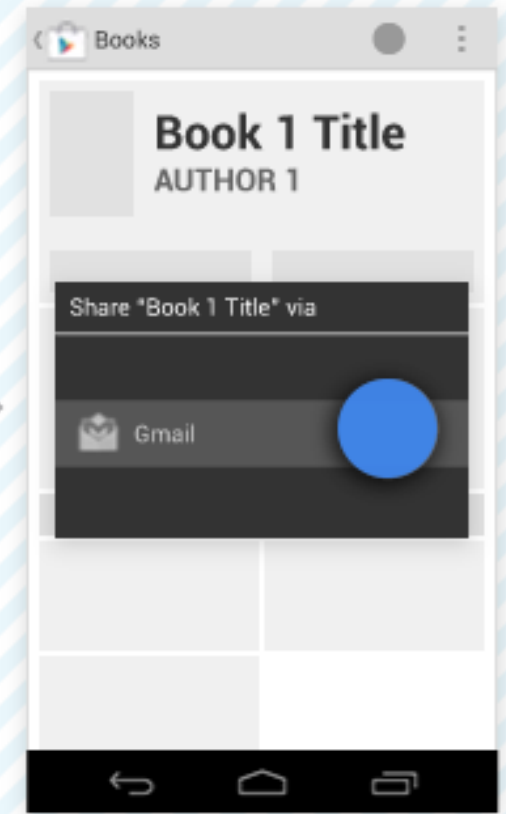 Books
Book 1 Title
AUTHOR 1
Share "Book 1 Title" via
Gmail